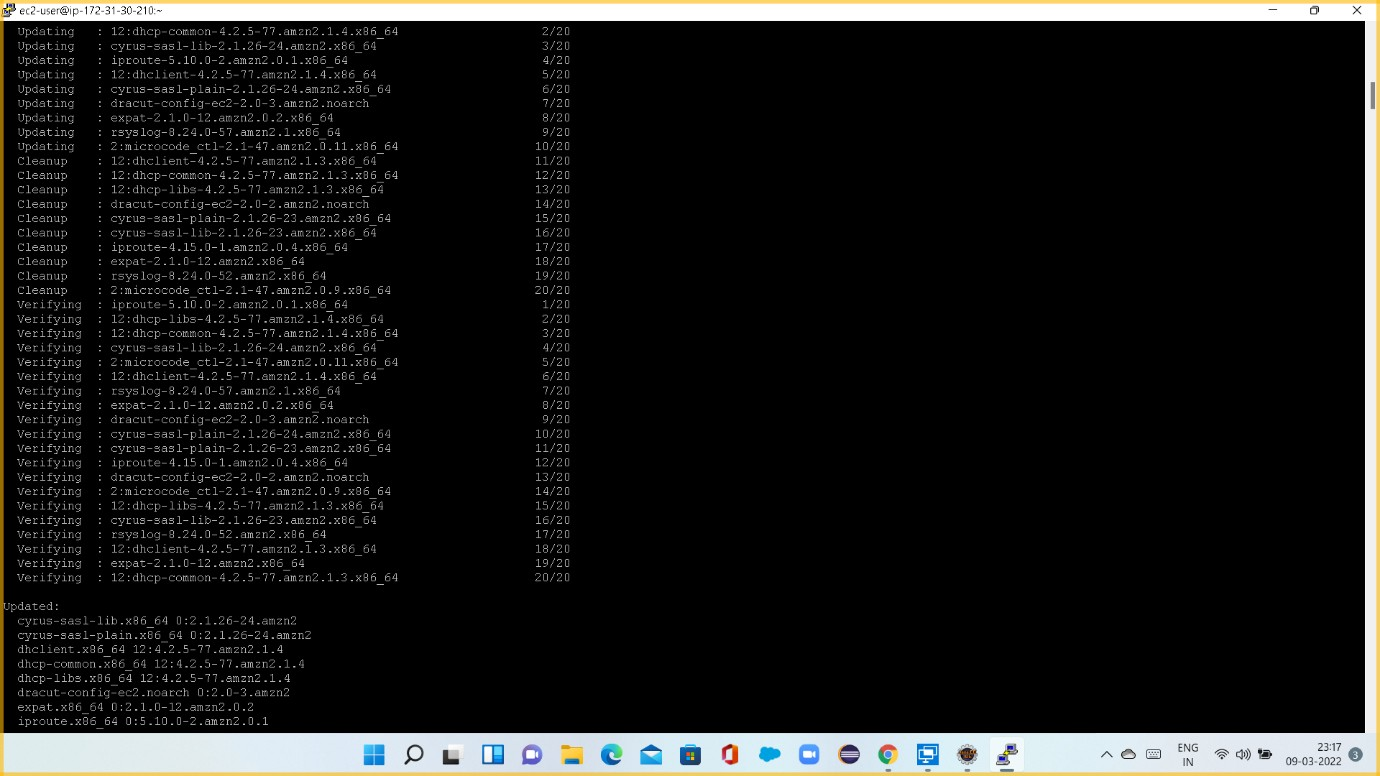 ec2-user@ip-172-31-30-210:~
Updating : 12:dhcp-common-4.2.5-77.amzn2.1.4.x86_64 2/20
Updating : cyrus-sasl-lib-2.1.26-24.amzn2.x86_64 3/20
Updating : iproute-5.10.0-2.amzn2.0.1.x86_64 4/20
Updating : 12:dhclient-4.2.5-77.amzn2.1.4.x86_64 5/20
Updating : cyrus-sasl-plain-2.1.26-24.amzn2.x86_64 6/20
Updating : dracut-config-ec2-2.0-3.amzn2.noarch 7/20
Updating : expat-2.1.0-12.amzn2.0.2.x86_64 8/20
Updating : rsyslog-8.24.0-57.amzn2.1.x86_64 9/20
Updating : 2:microcode_ctl-2.1-47.amzn2.0.11.x86_64 10/20
Cleanup : 12:dhclient-4.2.5-77.amzn2.1.3.x86_64 11/20
Cleanup : 12:dhcp-common-4.2.5-77.amzn2.1.3.x86_64 12/20
Cleanup : 12:dhcp-libs-4.2.5-77.amzn2.1.3.x86_64 13/20
Cleanup : dracut-config-ec2-2.0-2.amzn2.noarch 14/20
Cleanup : cyrus-sasl-plain-2.1.26-23.amzn2.x86_64 15/20
Cleanup : cyrus-sasl-lib-2.1.26-23.amzn2.x86_64 16/20
Cleanup : iproute-4.15.0-1.amzn2.0.4.x86_64 17/20
Cleanup : expat-2.1.0-12.amzn2.x86_64 18/20
Cleanup : rsyslog-8.24.0-52.amzn2.x86_64 19/20
Cleanup : 2:microcode_ctl-2.1-47.amzn2.0.9.x86_64 20/20
Verifying : iproute-5.10.0-2.amzn2.0.1.x86_64 1/20
Verifying : 12:dhcp-libs-4.2.5-77.amzn2.1.4.x86_64 2/20
Verifying : 12:dhcp-common-4.2.5-77.amzn2.1.4.x86_64 3/20
Verifying : cyrus-sasl-lib-2.1.26-24.amzn2.x86_64 4/20
Verifying : 2:microcode_ctl-2.1-47.amzn2.0.11.x86_64 5/20
Verifying : 12:dhclient-4.2.5-77.amzn2.1.4.x86_64 6/20
Verifying : rsyslog-8.24.0-57.amzn2.1.x86_64 7/20
Verifying : expat-2.1.0-12.amzn2.0.2.x86_64 8/20
Verifying : dracut-config-ec2-2.0-3.amzn2.noarch 9/20
Verifying : cyrus-sasl-plain-2.1.26-24.amzn2.x86_64 10/20
Verifying : cyrus-sasl-plain-2.1.26-23.amzn2.x86_64 11/20
Verifying : iproute-4.15.0-1.amzn2.0.4.x86_64 12/20
Verifying : dracut-config-ec2-2.0-2.amzn2.noarch 13/20
Verifying : 2:microcode_ctl-2.1-47.amzn2.0.9.x86_64 14/20
Verifying : 12:dhcp-libs-4.2.5-77.amzn2.1.3.x86_64 15/20
Verifying : cyrus-sasl-lib-2.1.26-23.amzn2.x86_64 16/20
Verifying : rsyslog-8.24.0-52.amzn2.x86_64 17/20
Verifying : 12:dhclient-4.2.5-77.amzn2.1.3.x86_64 18/20
Verifying : expat-2.1.0-12.amzn2.x86_64 19/20
Verifying : 12:dhcp-common-4.2.5-77.amzn2.1.3.x86_64 20/20
Updated:
cyrus-sasl-lib.x86_64 0:2.1.26-24.amzn2
cyrus-sasl-plain.x86_64 0:2.1.26-24.amzn2
dhclient.x86_64 12:4.2.5-77.amzn2.1.4
dhcp-common.x86_64 12:4.2.5-77.amzn2.1.4
dhcp-libs.x86_64 12:4.2.5-77.amzn2.1.4
dracut-config-ec2.noarch 0:2.0-3.amzn2
expat.x86_64 0:2.1.0-12.amzn2.0.2
iproute.x86_64 0:5.10.0-2.amzn2.0.1
ENG
IN
23:17
09-03-2022
3